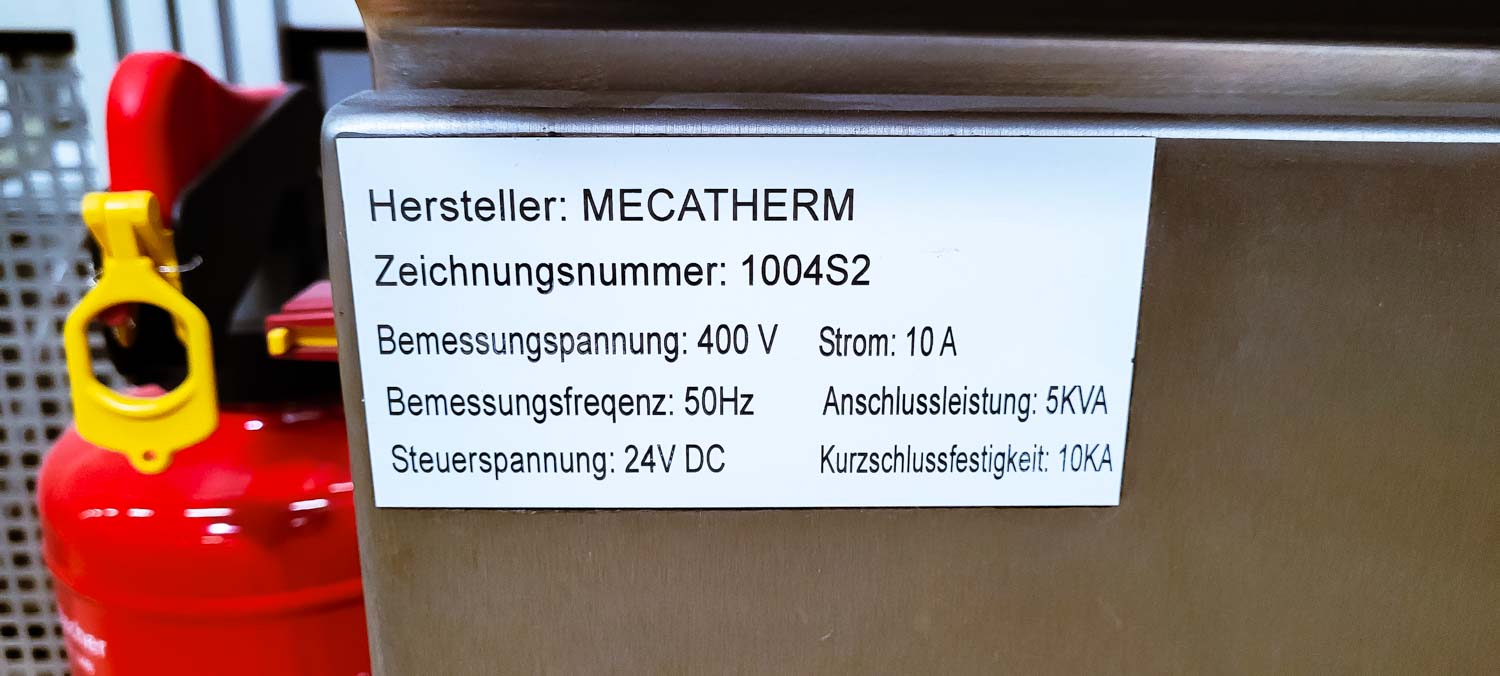 Hersteller: MECATHERM
Zeichnungsnummer: 1004S2
Bemessungspannung: 400 V Strom: 10 A
Bemessungsfreqenz: 50Hz Anschlussleistung: 5KVA
Steuerspannung: 24V DC Kurzschlussfestigkeit: 10KA